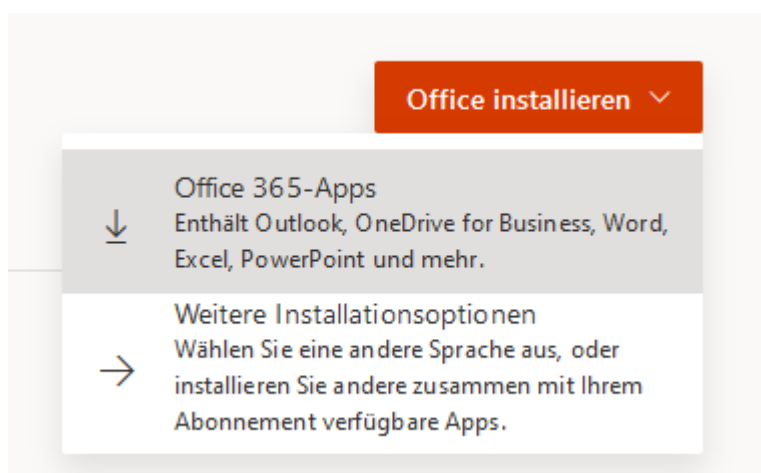 Office installieren
Office 365-Apps
Enthält Outlook, OneDrive for Business, Word,
Excel, PowerPoint und mehr.
Weitere Installationsoptionen
Wählen Sie eine andere Sprache aus, oder
installieren Sie andere zusammen mit Ihrem
Abonnement verfügbare Apps.